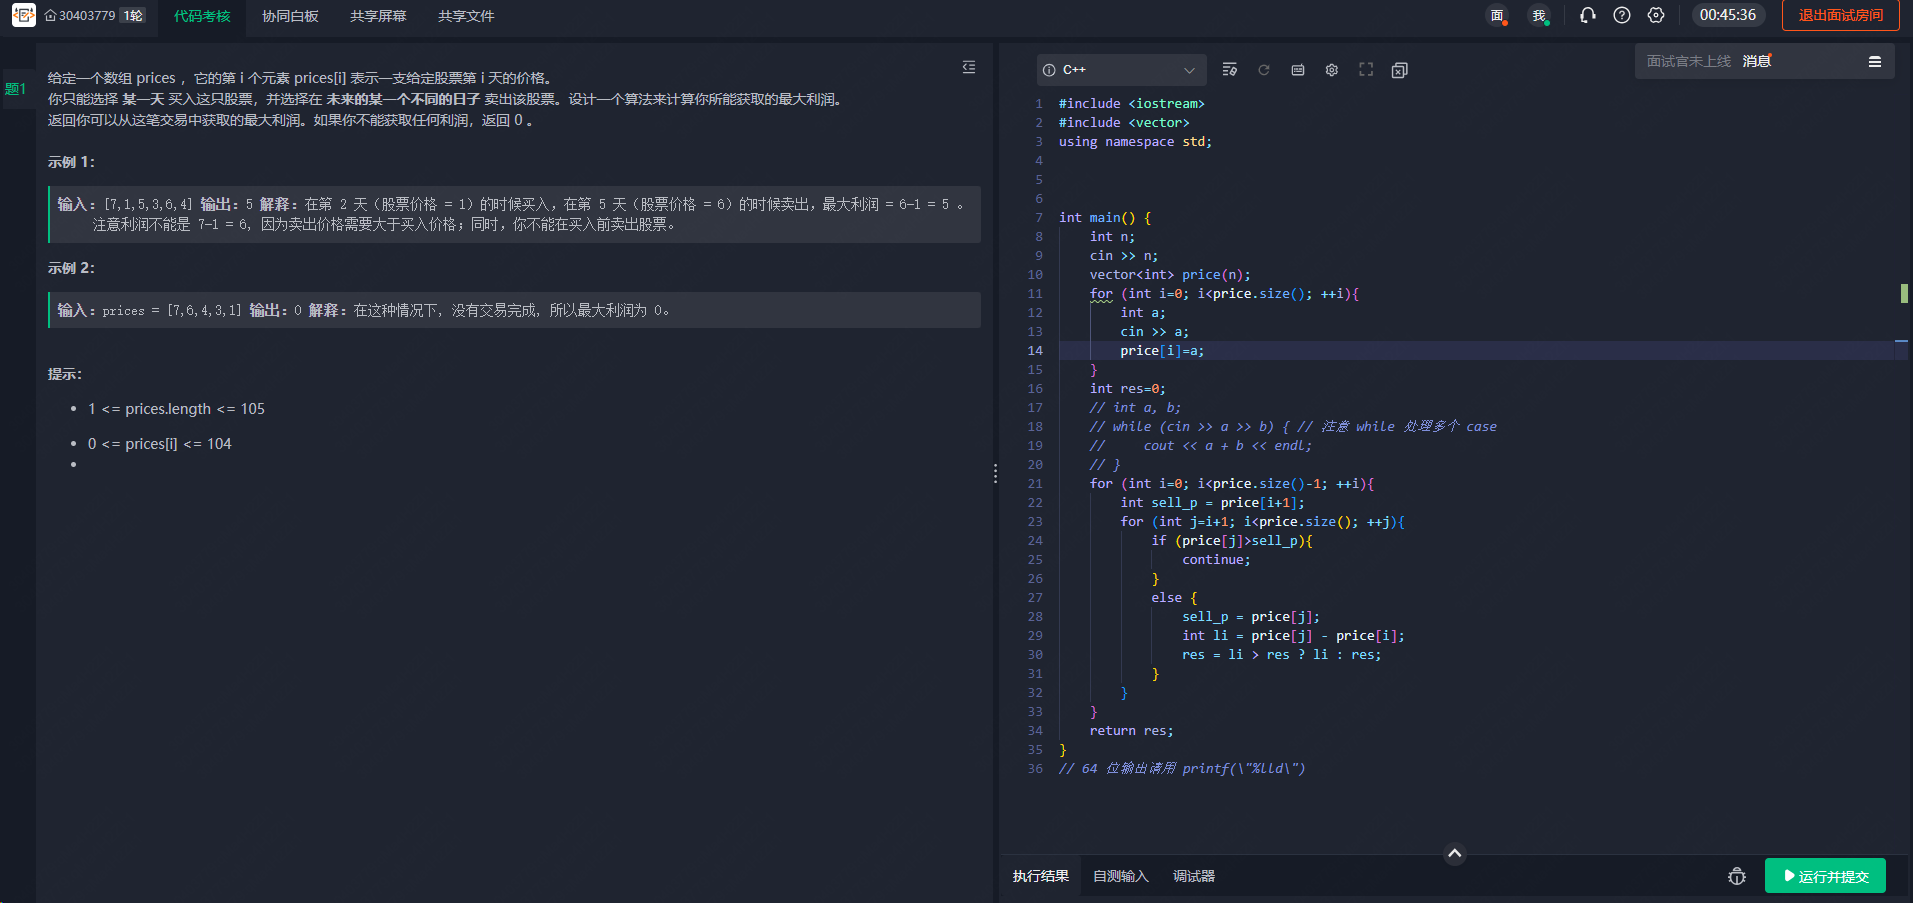 30403779 1轮 代码考核 协同白板 共享屏幕 共享文件 面 我 00:45:36 退出面试房间
题1
给定一个数组 prices ，它的第 i 个元素 prices[i] 表示一支给定股票第 i 天的价格。
你只能选择 某一天 买入这只股票，并选择在 未来的某一个不同的日子 卖出该股票。设计一个算法来计算你所能获取的最大利润。
返回你可以从这笔交易中获取的最大利润。如果你不能获取任何利润，返回 0 。
示例 1：
输入：[7,1,5,3,6,4] 输出：5 解释：在第 2 天（股票价格 = 1）的时候买入，在第 5 天（股票价格 = 6）的时候卖出，最大利润 = 6-1 = 5 。
注意利润不能是 7-1 = 6, 因为卖出价格需要大于买入价格；同时，你不能在买入前卖出股票。
示例 2：
输入：prices = [7,6,4,3,1] 输出：0 解释：在这种情况下, 没有交易完成, 所以最大利润为 0。
提示：
• 1 <= prices.length <= 105
• 0 <= prices[i] <= 104
•
面试官未上线 消息
C++
1 #include <iostream>
2 #include <vector>
3 using namespace std;
4
5
6
7 int main() {
8     int n;
9     cin >> n;
10     vector<int> price(n);
11     for (int i=0; i<price.size(); ++i){
12         int a;
13         cin >> a;
14         price[i]=a;
15     }
16     int res=0;
17     // int a, b;
18     // while (cin >> a >> b) { // 注意 while 处理多个 case
19     //     cout << a + b << endl;
20     // }
21     for (int i=0; i<price.size()-1; ++i){
22         int sell_p = price[i+1];
23         for (int j=i+1; i<price.size(); ++j){
24             if (price[j]>sell_p){
25                 continue;
26             }
27             else {
28                 sell_p = price[j];
29                 int li = price[j] - price[i];
30                 res = li > res ? li : res;
31             }
32         }
33     }
34     return res;
35 }
36 // 64 位输出请用 printf(\"%lld\")
执行结果 自测输入 调试器 运行并提交